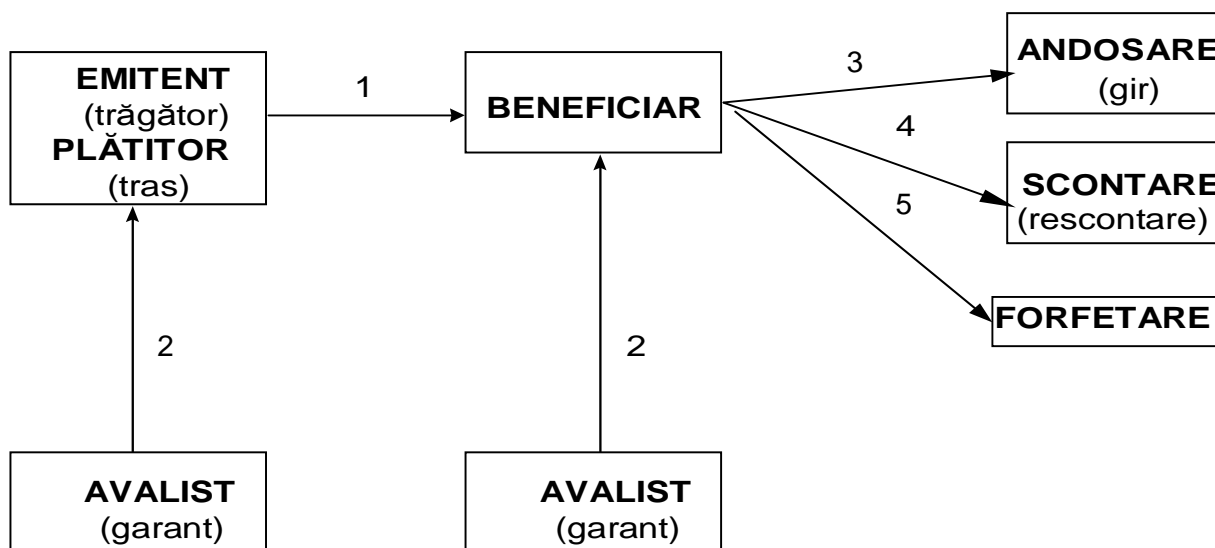 EMITENT
(trăgător)
PLĂTITOR
(tras)
1
BENEFICIAR
3
ANDOSARE
(gir)
4
SCONTARE
(rescontare)
5
FORFETARE
2
2
AVALIST
(garant)
AVALIST
(garant)